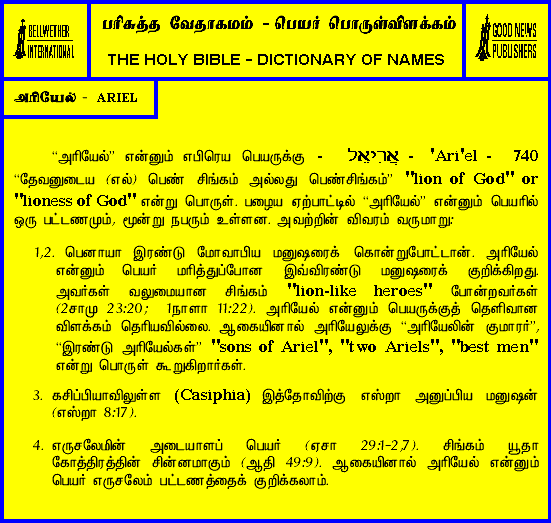 BELLWETHER
INTERNATIONAL
பரிசுத்த வேதாகமம் - பெயர் பொருள்விளக்கம்
THE HOLY BIBLE - DICTIONARY OF NAMES
GOOD NEWS
PUBLISHERS
அரியேல் - ARIEL
“அரியேல்” என்னும் எபிரெய பெயருக்கு - אֲרִיאֵל - 'Ari'el - 740
“தேவனுடைய (எல்) பெண் சிங்கம் அல்லது பெண்சிங்கம்” "lion of God" or
"lioness of God" என்று பொருள். பழைய ஏற்பாட்டில் “அரியேல்” என்னும் பெயரில்
ஒரு பட்டணமும், மூன்று நபரும் உள்ளன. அவற்றின் விவரம் வருமாறு:
1,2. பெனாயா இரண்டு மோவாபிய மனுஷரைக் கொன்றுபோட்டான். அரியேல்
என்னும் பெயர் மரித்துப்போன இவ்விரண்டு மனுஷரைக் குறிக்கிறது.
அவர்கள் வலுமையான சிங்கம் "lion-like heroes" போன்றவர்கள்
(2சாமு 23:20; 1நாளா 11:22). அரியேல் என்னும் பெயருக்குத் தெளிவான
விளக்கம் தெரியவில்லை. ஆகையினால் அரியேலுக்கு “அரியேலின் குமாரர்”,
“இரண்டு அரியேல்கள்” "sons of Ariel", "two Ariels", "best men"
என்று பொருள் கூறுகிறார்கள்.
3. கசிப்பியாவிலுள்ள (Casiphia) இத்தோவிற்கு எஸ்றா அனுப்பிய மனுஷன்
(எஸ்றா 8:17).
4. எருசலேமின் அடையாளப் பெயர் (ஏசா 29:1-2,7). சிங்கம் யூதா
கோத்திரத்தின் சின்னமாகும் (ஆதி 49:9). ஆகையினால் அரியேல் என்னும்
பெயர் எருசலேம் பட்டணத்தைக் குறிக்கலாம்.